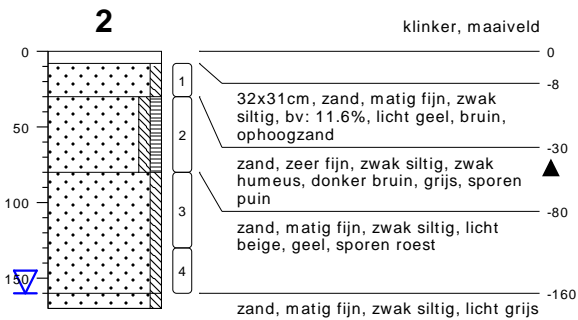 2
klinker, maaiveld
0
0
-8
1
32x31cm, zand, matig fijn, zwak
siltig, bv: 11.6%, licht geel, bruin,
ophoogzand
-30
50
2
zand, zeer fijn, zwak siltig, zwak
humeus, donker bruin, grijs, sporen
puin
-80
100
3
zand, matig fijn, zwak siltig, licht
beige, geel, sporen roest
4
150
-160
zand, matig fijn, zwak siltig, licht grijs